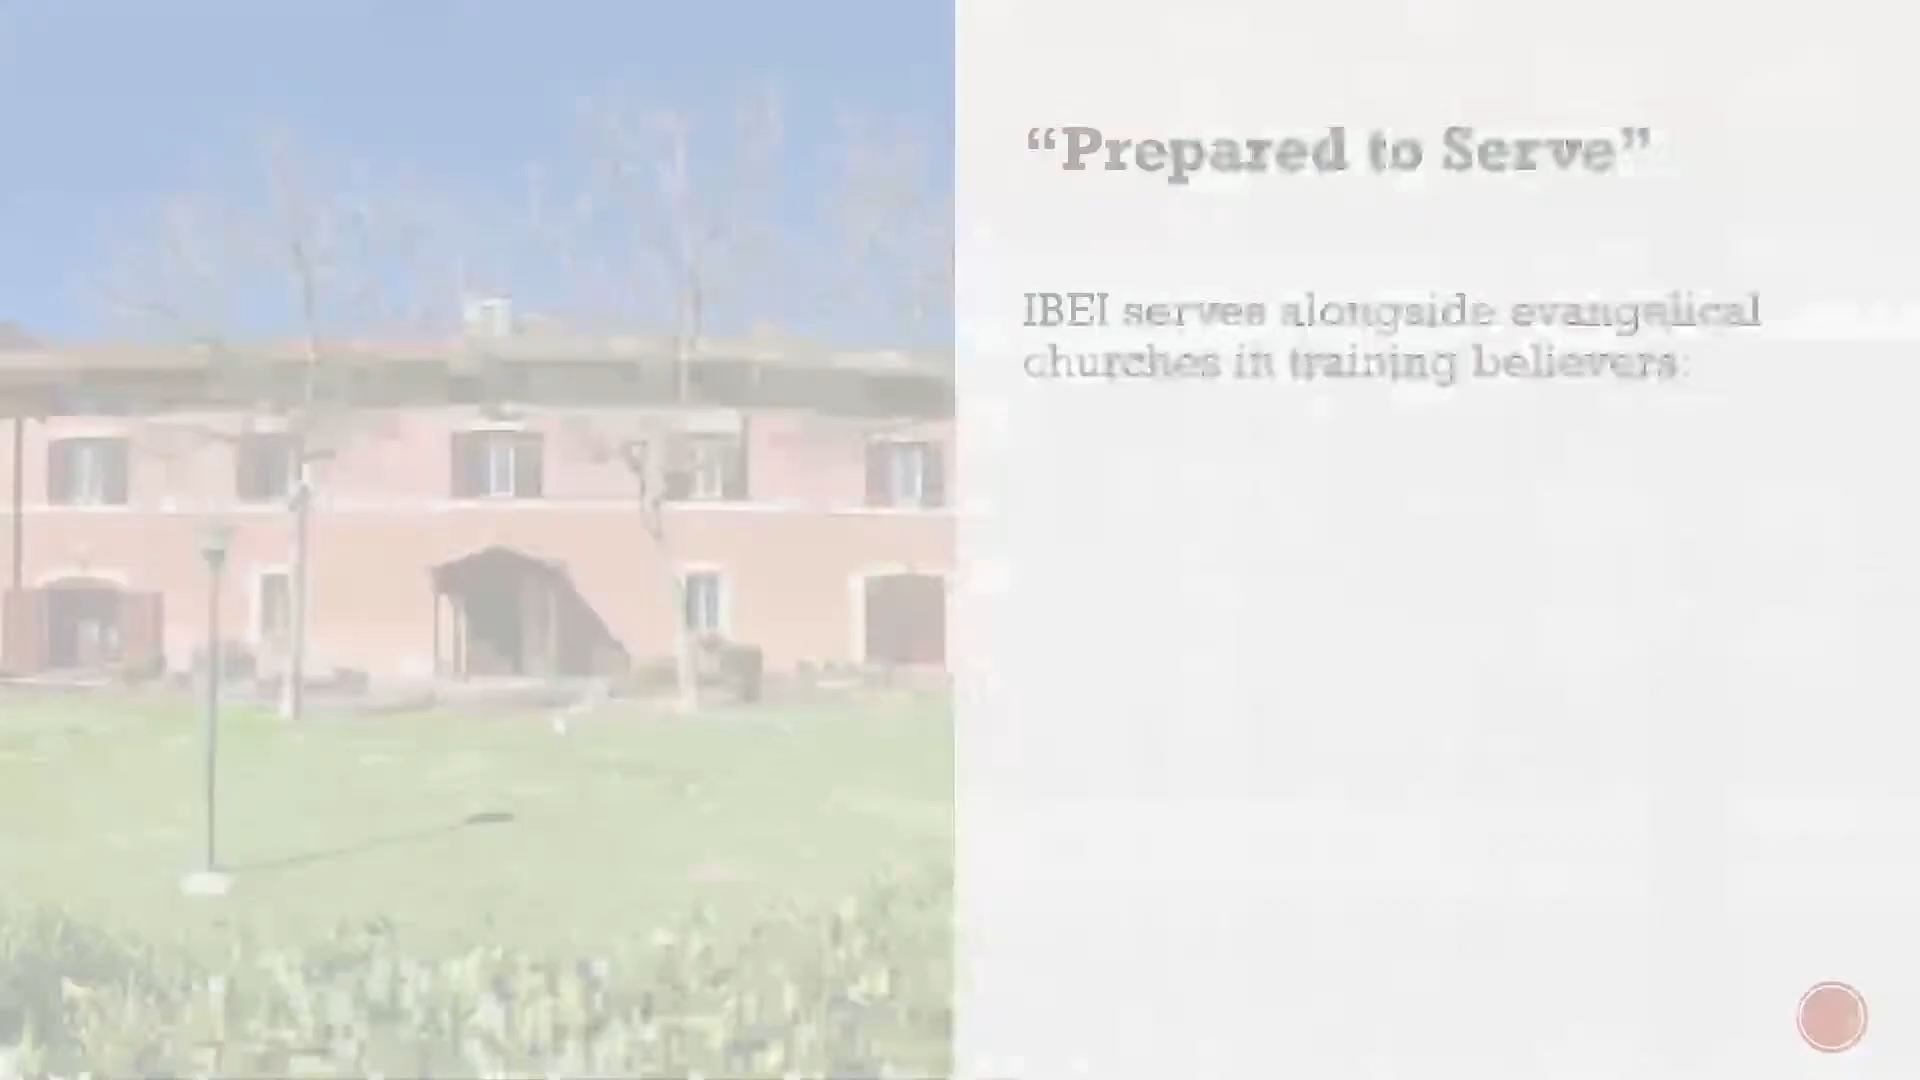 “Prepared to Serve”
IBEI serves alongside evangelical
churches in training believers: